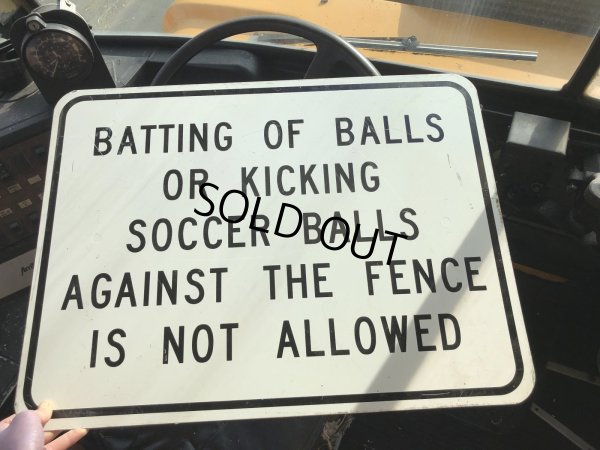 BATTING OF BALLS
OR KICKING
SOCCER BALLS
AGAINST THE FENCE
IS NOT ALLOWED
SOLD OUT